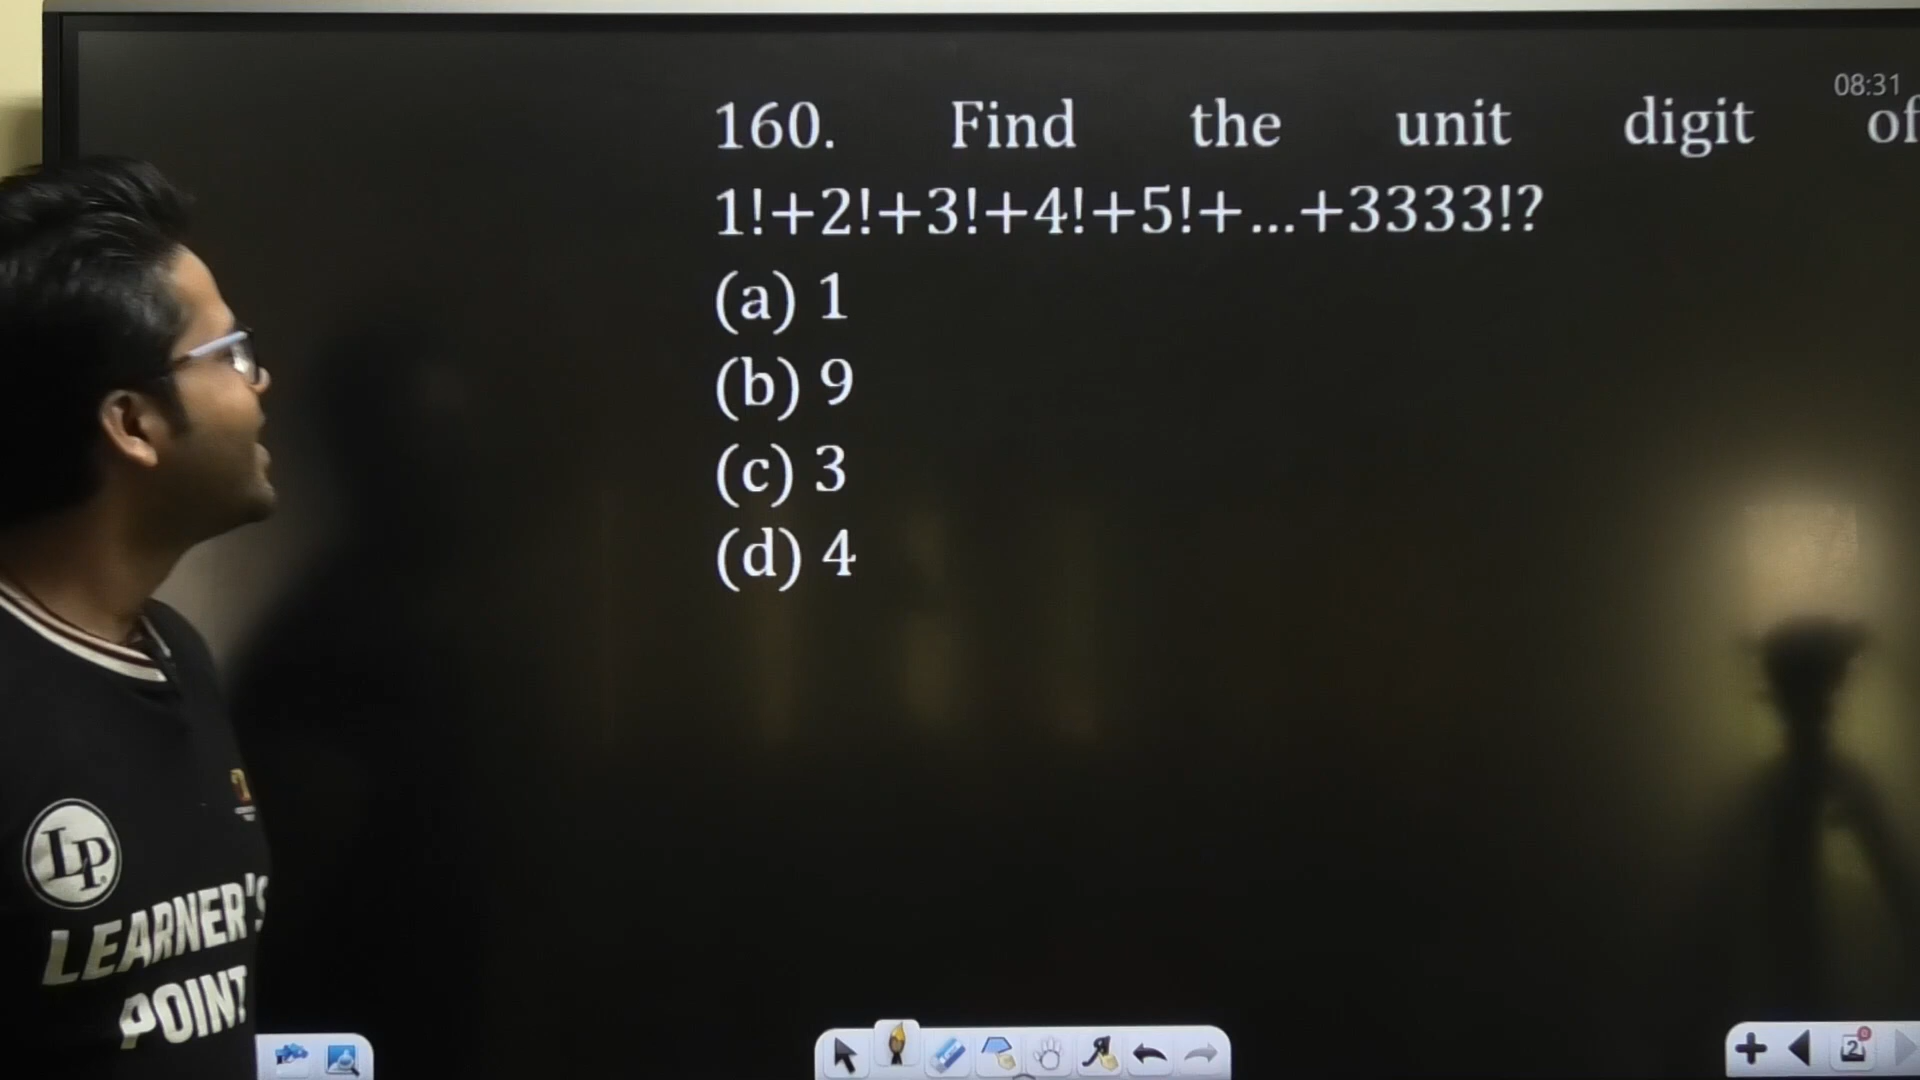 08:31
160. Find the unit digit of
1!+2!+3!+4!+5!+...+3333!?
(a) 1
(b) 9
(c) 3
(d) 4
LP
LEARNER'S
POINT
2